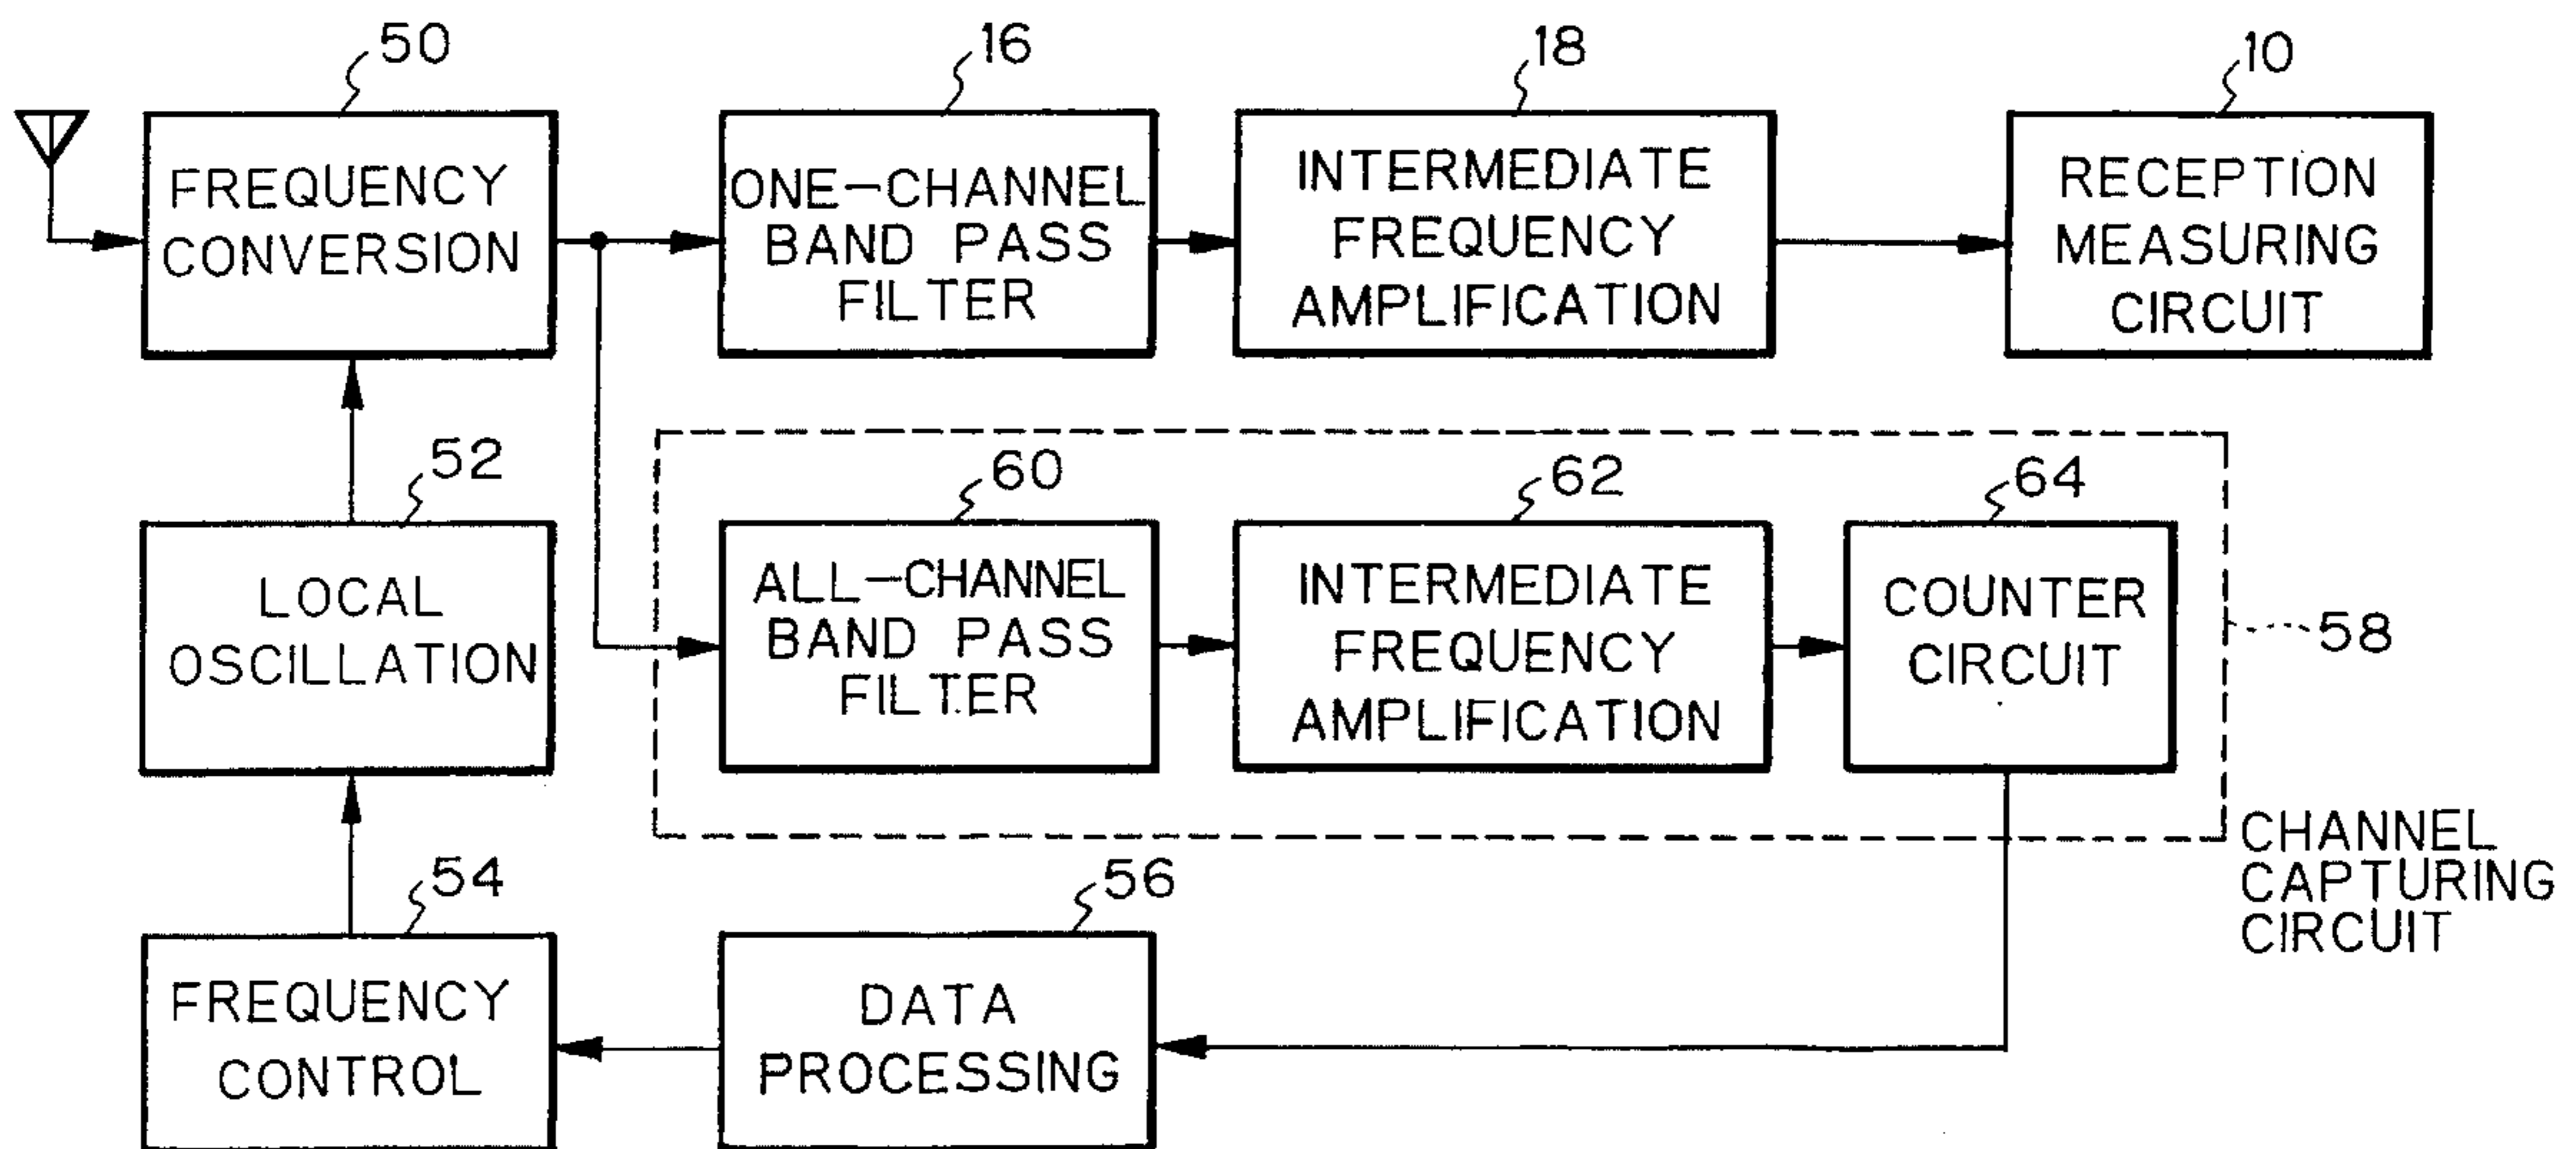 50
16
18
10
FREQUENCY
CONVERSION
ONE-CHANNEL
BAND PASS
FILTER
INTERMEDIATE
FREQUENCY
AMPLIFICATION
RECEPTION
MEASURING
CIRCUIT
52
60
62
64
LOCAL
OSCILLATION
ALL-CHANNEL
BAND PASS
FILTER
INTERMEDIATE
FREQUENCY
AMPLIFICATION
COUNTER
CIRCUIT
58
CHANNEL
CAPTURING
CIRCUIT
54
56
FREQUENCY
CONTROL
DATA
PROCESSING